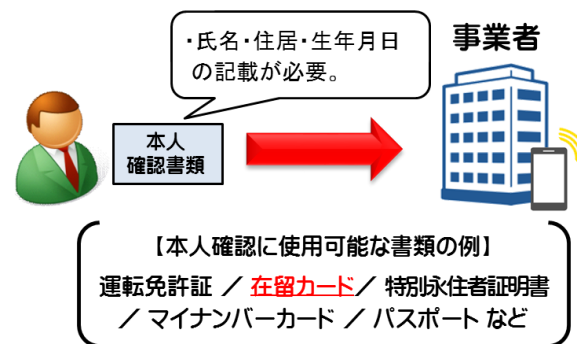 ・氏名・住居・生年月日
の記載が必要。
事業者
本人
確認書類
【本人確認に使用可能な書類の例】
運転免許証 ／ 在留カード／ 特別永住者証明書
／ マイナンバーカード ／ パスポート など